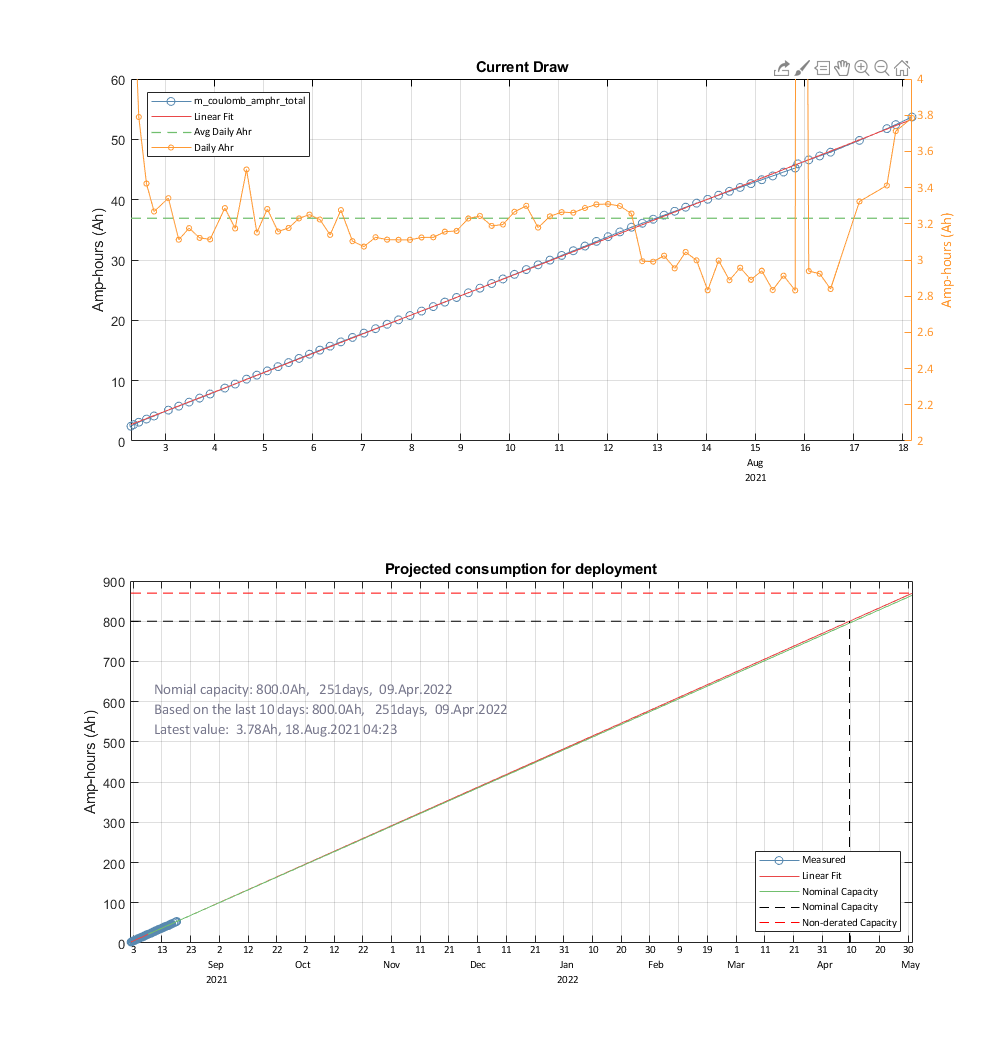 Current Draw
60
50
40
30
20
10
0
Amp-hours (Ah)
m_coulomb_amphr_total
Linear Fit
Avg Daily Ahr
Daily Ahr
4
3.8
3.6
3.4
3.2
3
2.8
2.6
2.4
2.2
2
Amp-hours (Ah)
3 4 5 6 7 8 9 10 11 12 13 14 15 16 17 18
Aug
2021
Projected consumption for deployment
900
800
700
600
500
400
300
200
100
0
Amp-hours (Ah)
Nomial capacity: 800.0Ah, 251days, 09.Apr.2022
Based on the last 10 days: 800.0Ah, 251days, 09.Apr.2022
Latest value: 3.78Ah, 18.Aug.2021 04:23
Measured
Linear Fit
Nominal Capacity
Nominal Capacity
Non-derated Capacity
3 13 23 2 12 22 2 12 22 1 11 21 1 11 21 31 10 20 30 9 19 1 11 21 31 10 20 30
Sep Oct Nov Dec Jan Feb Mar Apr May
2021 2022